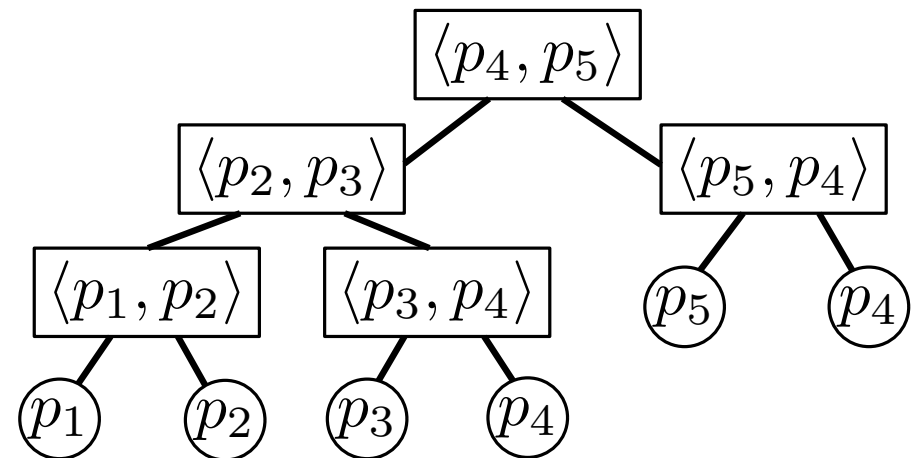 ⟨p₄, p₅⟩
⟨p₂, p₃⟩ ⟨p₅, p₄⟩
⟨p₁, p₂⟩ ⟨p₃, p₄⟩ p₅ p₄
p₁ p₂ p₃ p₄